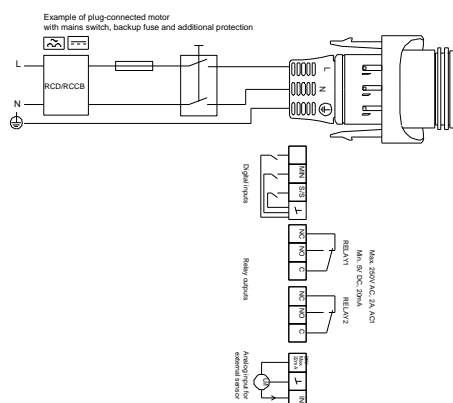 Example of plug-connected motor
with mains switch, backup fuse and additional protection
L
RCD/RCCB
N
L
N
Digital inputs
MIN
S/S
NC
NO
C
RELAY1
Relay outputs
NC
NO
C
RELAY2
Max. 250V AC, 2A, AC1
Min. 5V DC, 20mA
Analog input for
external sensor
Max.
22mA
IN